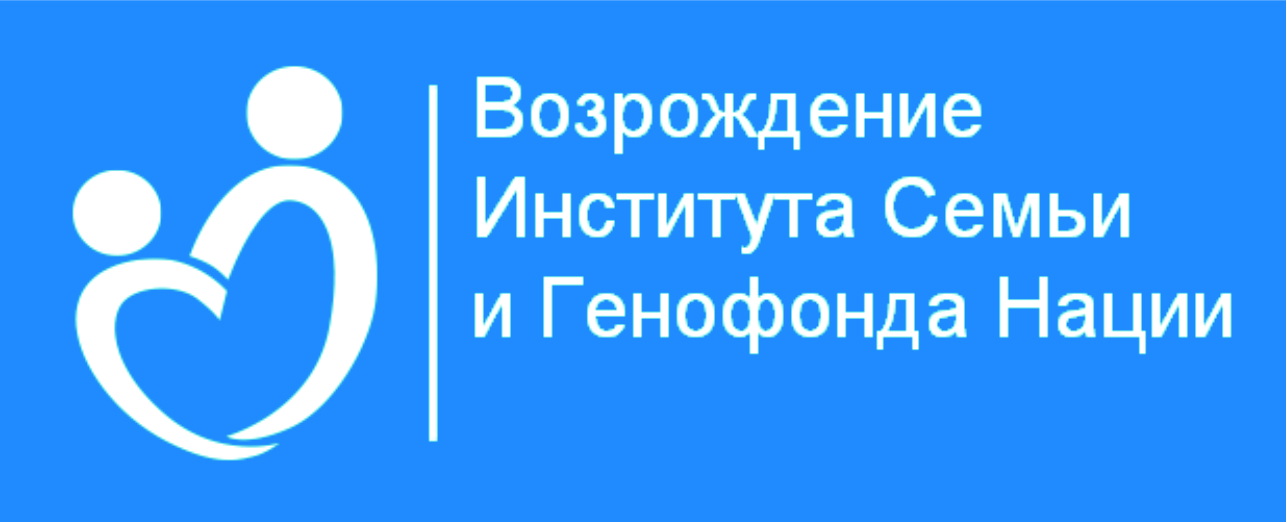 Возрождение
Института Семьи
и Генофонда Нации